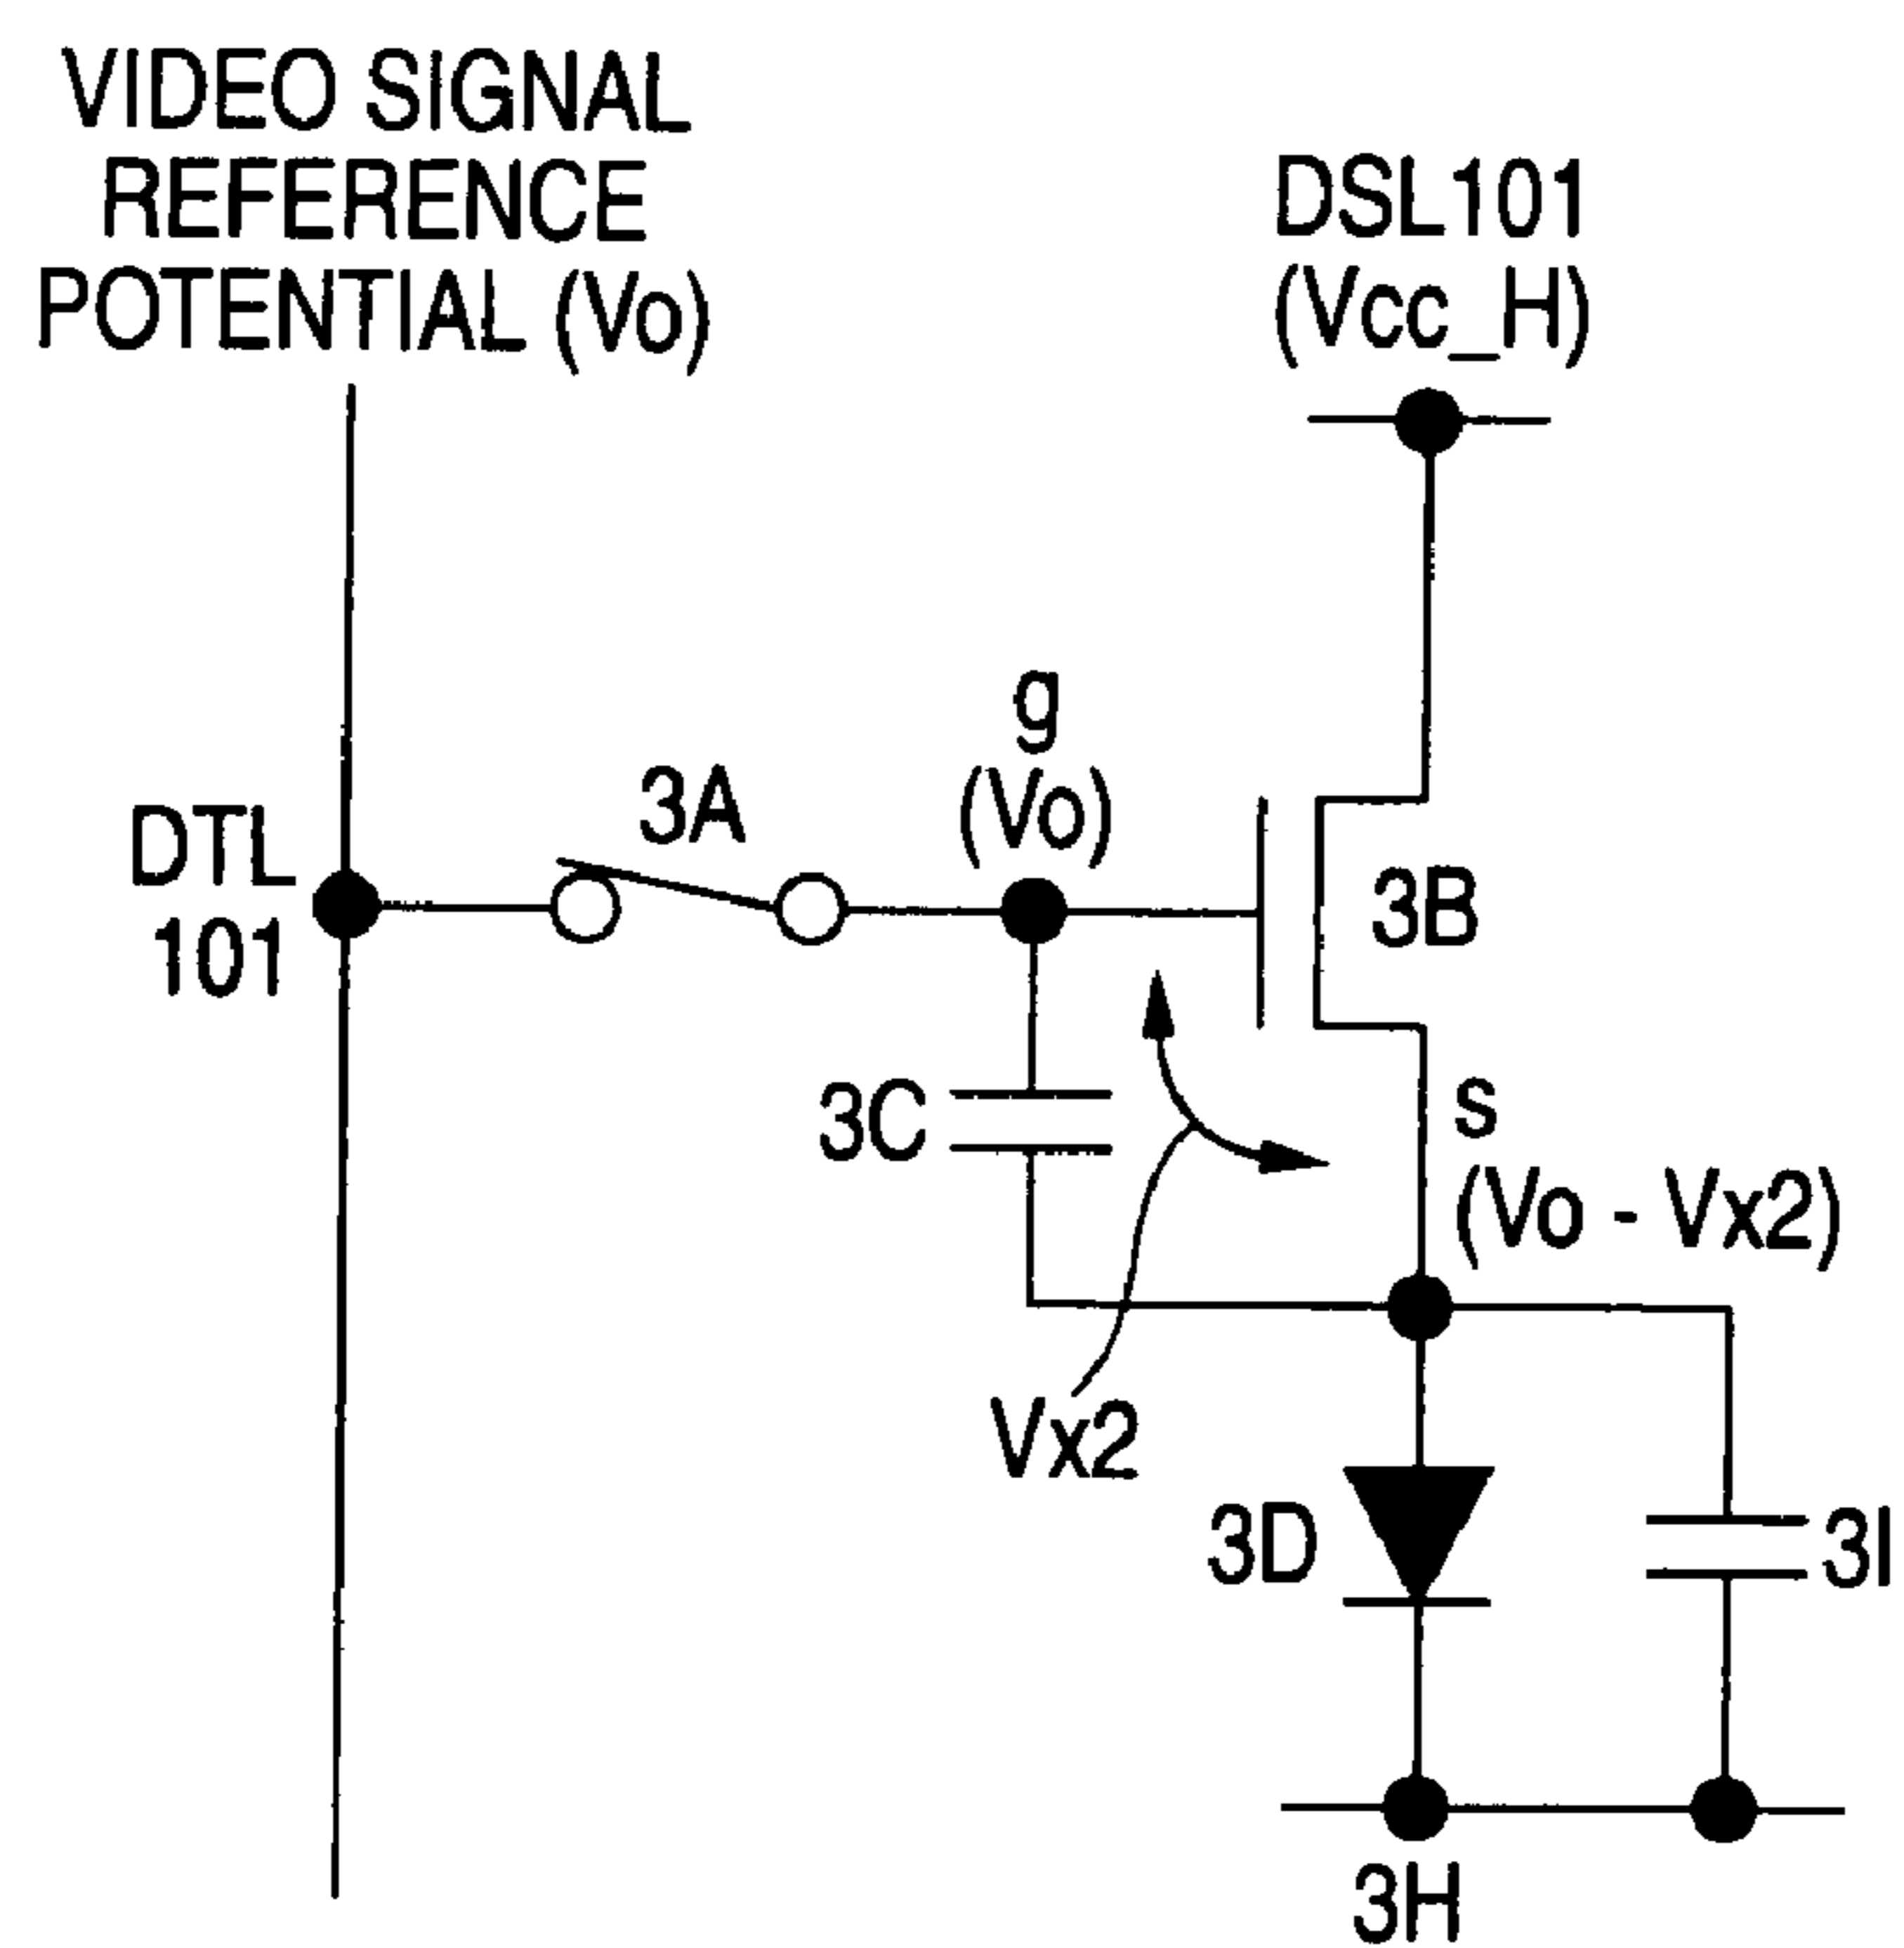 VIDEO SIGNAL
REFERENCE
POTENTIAL (Vo)
DSL101
(Vcc_H)
g
(Vo)
3A
DTL
101
3B
3C
s
(Vo - Vx2)
Vx2
3D
3I
3H